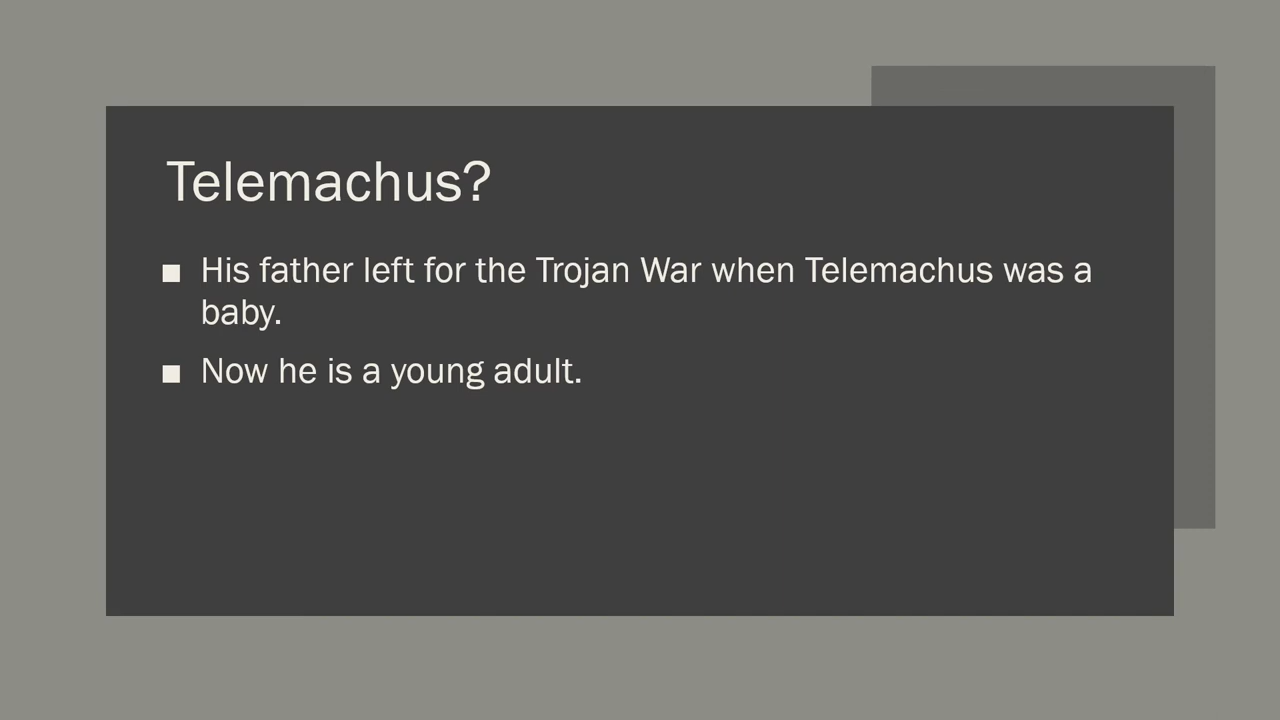 Telemachus?
■ His father left for the Trojan War when Telemachus was a
baby.
■ Now he is a young adult.